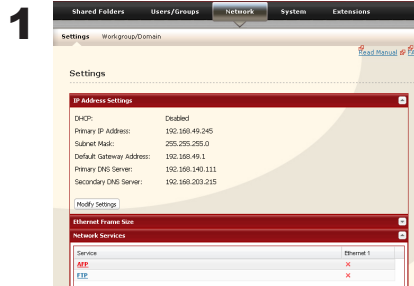 1
Shared Folders Users/Groups Network System Extensions
Settings Workgroup/Domain
Read Manual
Settings
IP Address Settings
DHCP: Disabled
Primary IP Address: 192.168.49.245
Subnet Mask: 255.255.255.0
Default Gateway Address: 192.168.49.1
Primary DNS Server: 192.168.140.111
Secondary DNS Server: 192.168.203.215
Modify Settings
Ethernet Frame Size
Network Services
Service Ethernet 1
AFP
FTP